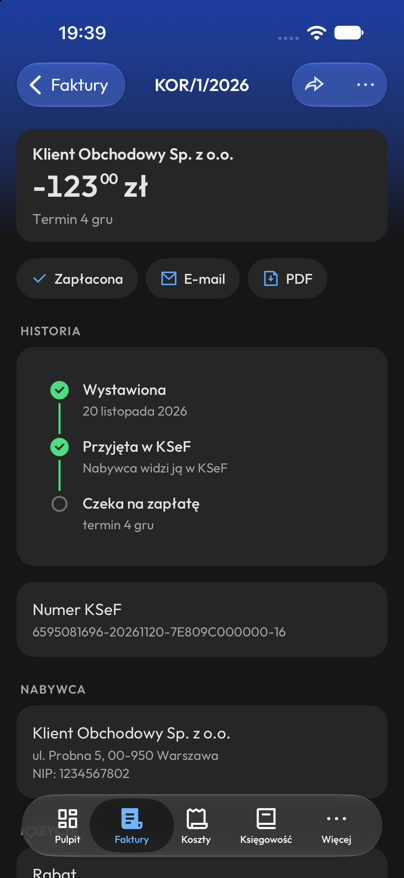 19:39
Faktury
KOR/1/2026
Klient Obchodowy Sp. z o.o.
-123⁰⁰ zł
Termin 4 gru
Zapłacona
E-mail
PDF
HISTORIA
Wystawiona
20 listopada 2026
Przyjęta w KSeF
Nabywca widzi ją w KSeF
Czeka na zapłatę
termin 4 gru
Numer KSeF
6595081696-20261120-7E809C000000-16
NABYWCA
Klient Obchodowy Sp. z o.o.
ul. Probna 5, 00-950 Warszawa
NIP: 1234567802
Pulpit
Faktury
Koszty
Księgowość
Więcej
Rabat